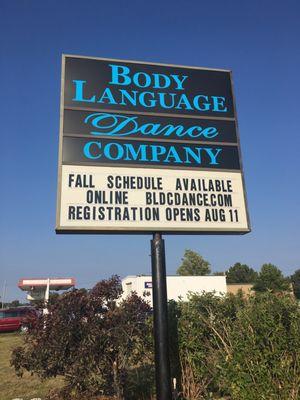 BODY
LANGUAGE
Dance
COMPANY
FALL SCHEDULE AVAILABLE
ONLINE BLDCDANCE.COM
REGISTRATION OPENS AUG 11